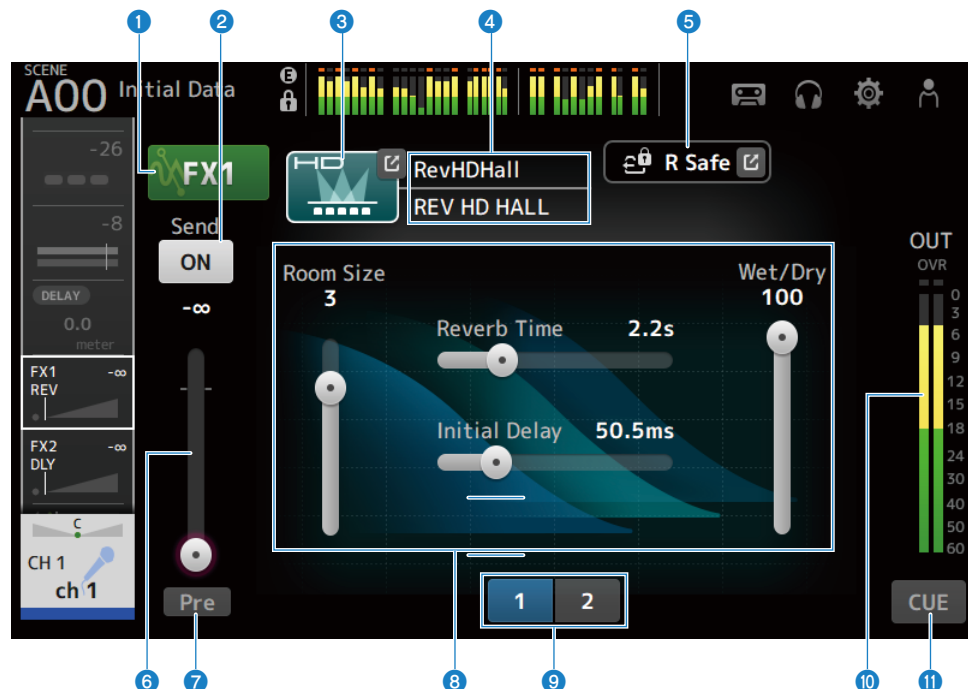 1 2 3 4 5
SCENE
A00 Initial Data
E
-26
-8
DELAY
0.0
meter
FX1 -∞
REV
FX2 -∞
DLY
C
CH 1
ch 1
FX1
Send
ON
-∞
Pre
HD
RevHDHall
REV HD HALL
R Safe
Room Size
3
Reverb Time 2.2s
Initial Delay 50.5ms
Wet/Dry
100
1 2
OUT
OVR
0
3
6
9
12
15
18
24
30
40
50
60
CUE
6 7 8 9 10 11